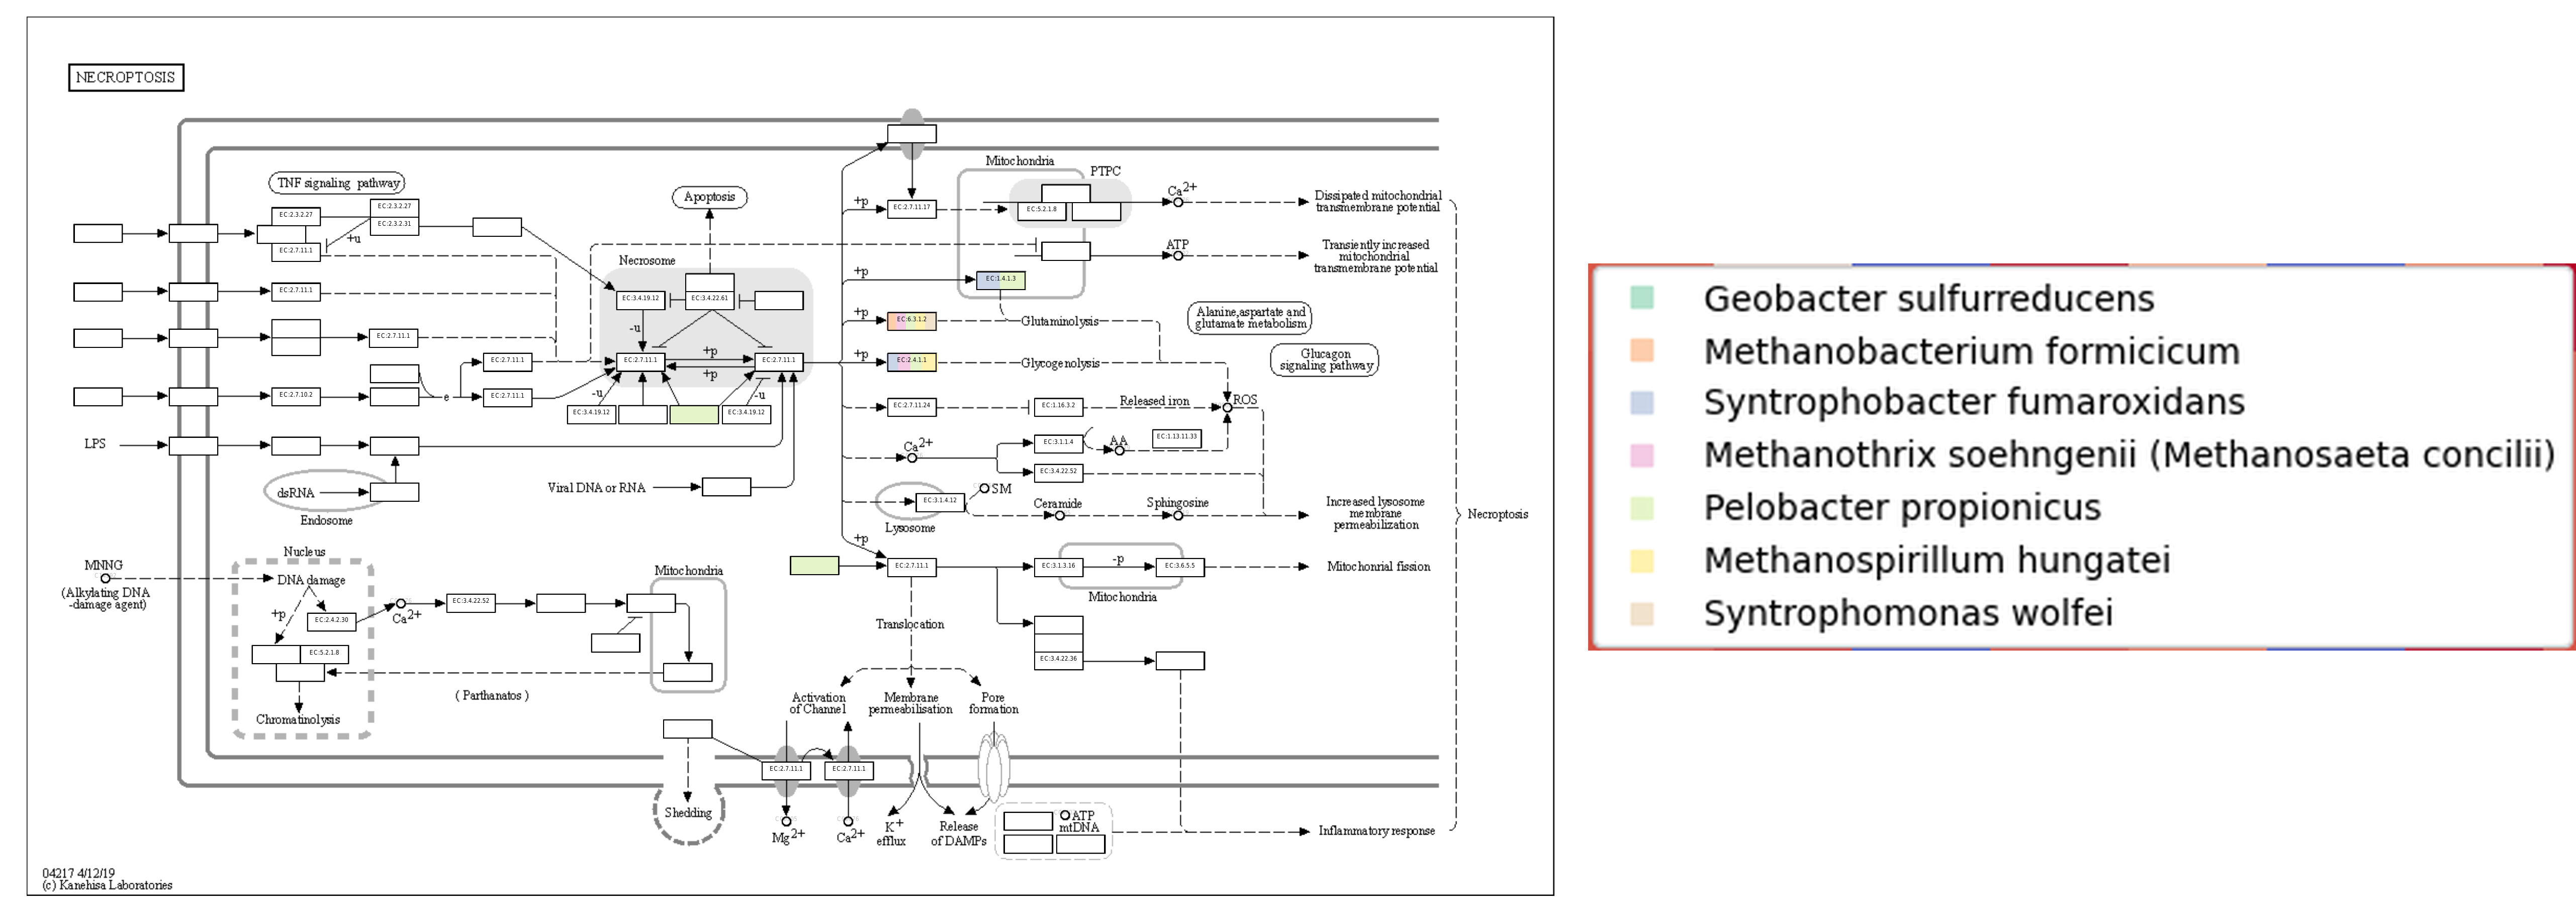 NECROPTOSIS
TNF signaling pathway
EC:2.3.2.27
EC:2.3.2.27
EC:2.3.2.31
EC:2.7.11.1
+u
EC:2.7.11.1
EC:2.7.11.1
EC:2.7.10.2
e
EC:2.7.11.1
EC:2.7.11.1
LPS
dsRNA
Endosome
Apoptosis
Necrosome
EC:3.4.19.12
EC:3.4.22.61
-u
EC:2.7.11.1
+p
+p
EC:2.7.11.1
-u
-u
EC:3.4.19.12
EC:3.4.19.12
Viral DNA or RNA
Mitochondria
PTPC
+p
EC:2.7.11.17
EC:5.2.1.8
Ca2+
Dissipated mitochondrial
transmembrane potential
ATP
Transiently increased
mitochondrial
transmembrane potential
+p
EC:1.4.1.3
+p
EC:6.3.1.2
Glutaminolysis
Alanine,aspartate and
glutamate metabolism
+p
EC:2.4.1.1
Glycogenolysis
Glucagon
signaling pathway
EC:2.7.11.24
EC:1.16.3.2
Released iron
ROS
Ca2+
EC:3.1.1.4
AA
EC:1.13.11.33
EC:3.4.22.52
EC:3.1.4.12
SM
Lysosome
Ceramide
Sphingosine
Increased lysosome
membrane
permeabilization
Necroptosis
+p
EC:2.7.11.1
EC:3.1.3.16
-p
EC:3.6.5.5
Mitochonrial fission
Mitochondria
MNNG
(Alkylating DNA
-damage agent)
Nucleus
DNA damage
+p
EC:2.4.2.30
Ca2+
EC:3.4.22.52
Mitochondria
EC:5.2.1.8
Chromatinolysis
( Parthanatos )
Translocation
EC:3.4.22.36
Activation
of Channel
Membrane
permeabilisation
Pore
formation
EC:2.7.11.1
EC:2.7.11.1
Shedding
Mg2+
Ca2+
K+
efflux
Release
of DAMPs
ATP
mtDNA
Inflammatory response
04217 4/12/19
(c) Kanehisa Laboratories
Geobacter sulfurreducens
Methanobacterium formicicum
Syntrophobacter fumaroxidans
Methanothrix soehngenii (Methanosaeta concilii)
Pelobacter propionicus
Methanospirillum hungatei
Syntrophomonas wolfei